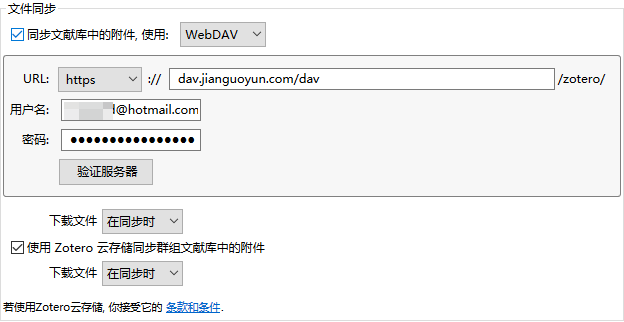 文件同步
同步文献库中的附件, 使用: WebDAV
URL: https :// dav.jianguoyun.com/dav /zotero/
用户名: @hotmail.com
密码: ●●●●●●●●●●●●●●●●
验证服务器
下载文件 在同步时
使用 Zotero 云存储同步群组文献库中的附件
下载文件 在同步时
若使用Zotero云存储, 你接受它的 条款和条件.